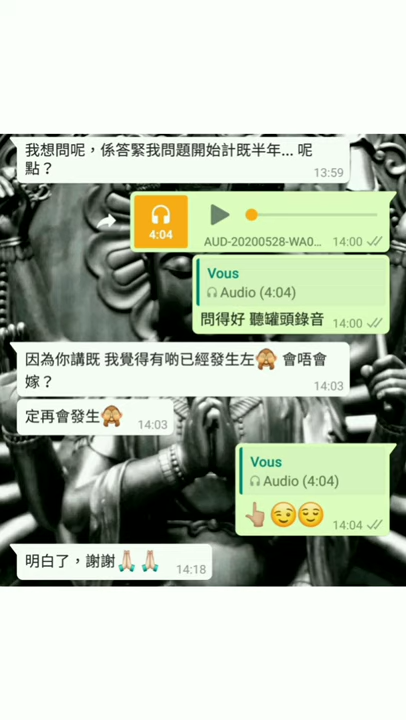 我想問呢，係答緊我問題開始計既半年... 呢
點？
13:59
4:04
AUD-20200528-WA0...
14:00
Vous
Audio (4:04)
問得好 聽罐頭錄音
14:00
因為你講既 我覺得有啲已經發生左🙈 會唔會
嫁？
14:03
定再會發生🙈
14:03
Vous
Audio (4:04)
👆🏼😉😌
14:04
明白了，謝謝🙏🏼🙏🏼
14:18